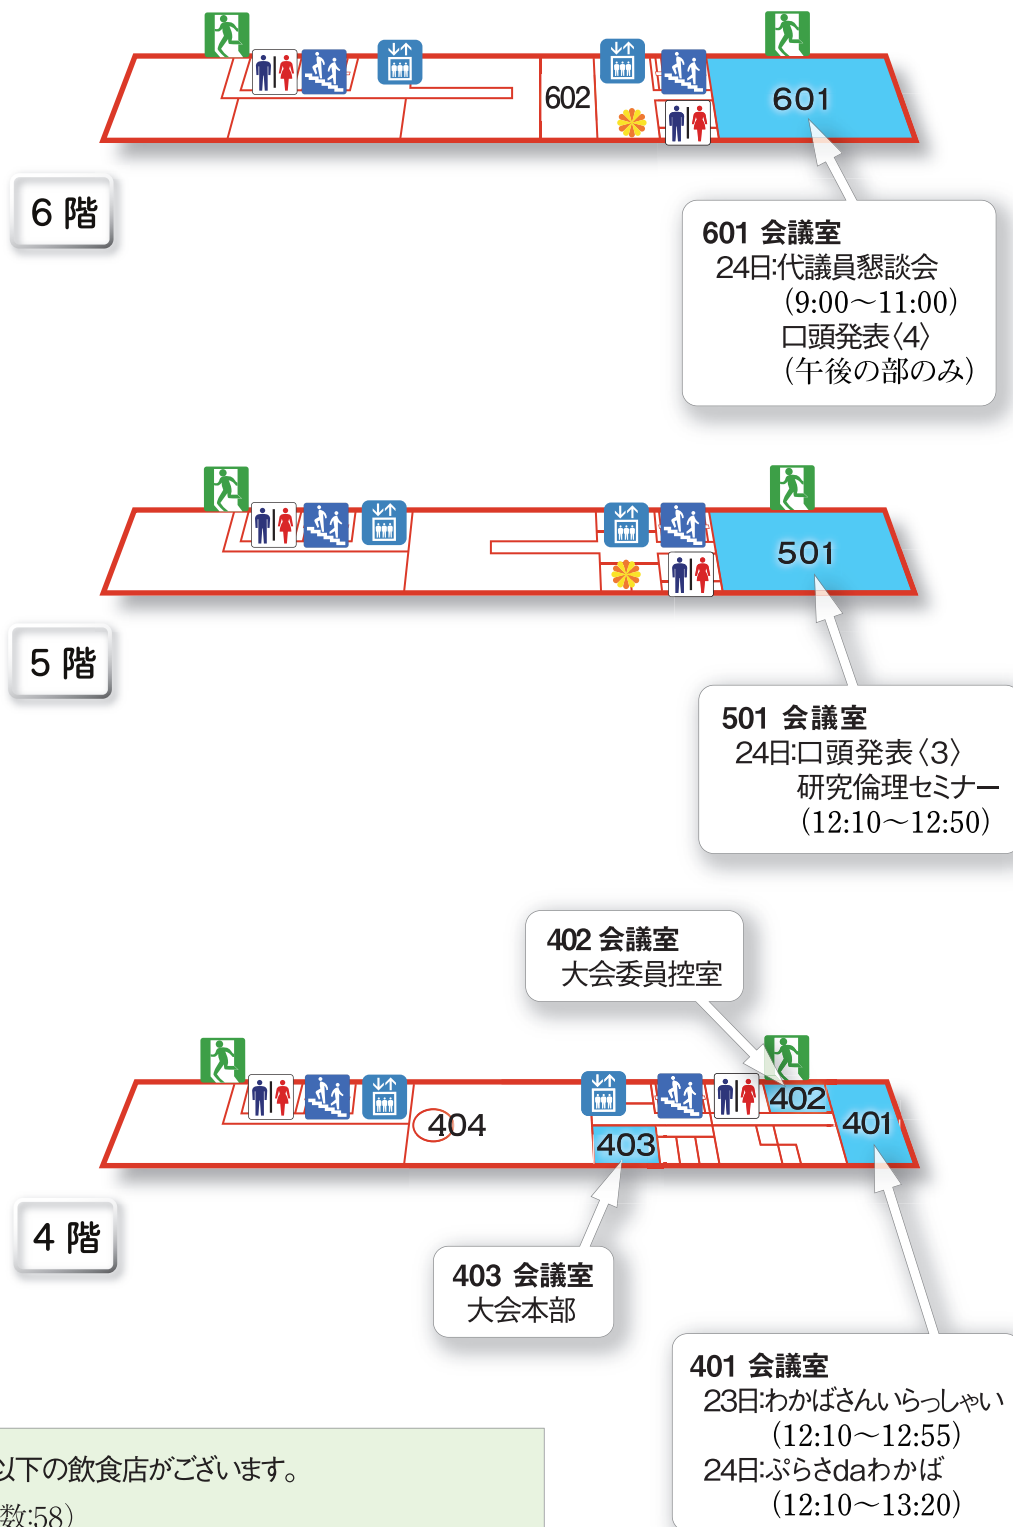 602
601
6 階
601 会議室
24日:代議員懇談会
(9:00～11:00)
口頭発表〈4〉
(午後の部のみ)
501
5 階
501 会議室
24日:口頭発表〈3〉
研究倫理セミナー
(12:10～12:50)
402 会議室
大会委員控室
402
404
401
403
4 階
403 会議室
大会本部
401 会議室
23日:わかばさんいらっしゃい
(12:10～12:55)
24日:ぷらさdaわかば
(12:10～13:20)
以下の飲食店がございます。
数:58)